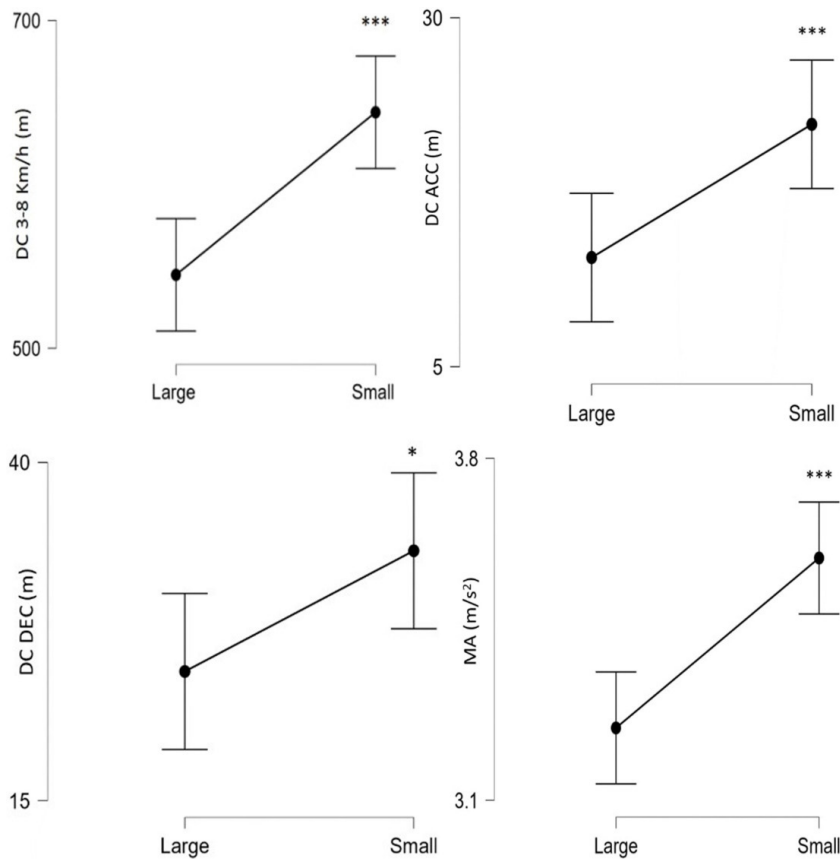 700
***
DC 3-8 Km/h (m)
500
Large Small
30
***
DC ACC (m)
5
Large Small
40
*
DC DEC (m)
15
Large Small
3.8
***
MA (m/s²)
3.1
Large Small